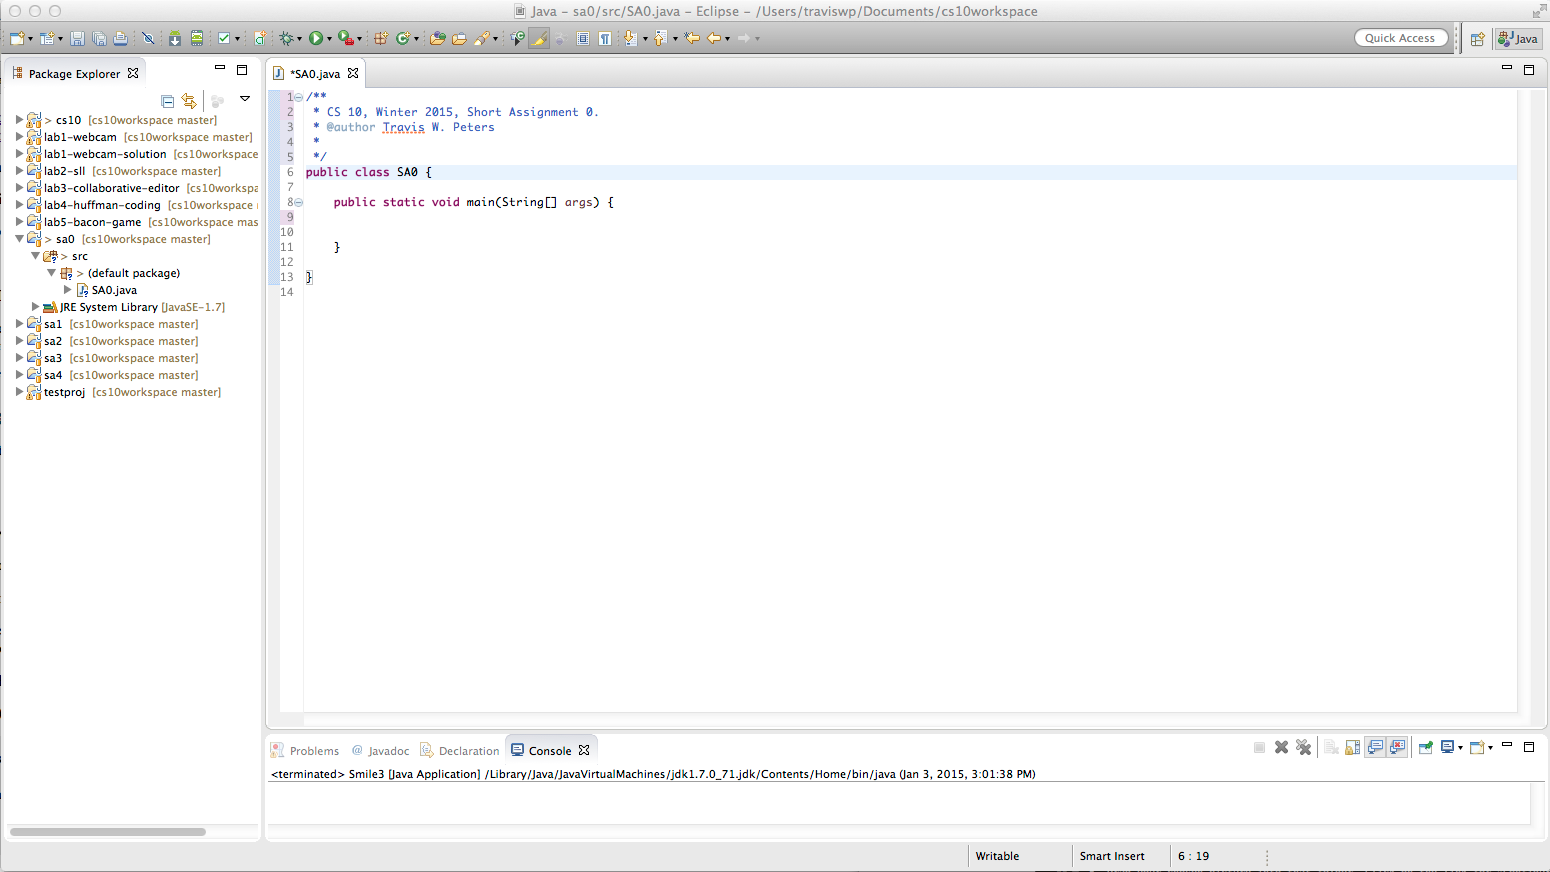 Java – sa0/src/SA0.java – Eclipse – /Users/traviswp/Documents/cs10workspace
Quick Access
Java
Package Explorer
> cs10 [cs10workspace master]
lab1-webcam [cs10workspace master]
lab1-webcam-solution [cs10workspace
lab2-sll [cs10workspace master]
lab3-collaborative-editor [cs10workspa
lab4-huffman-coding [cs10workspace
lab5-bacon-game [cs10workspace mas
> sa0 [cs10workspace master]
> src
> (default package)
SA0.java
JRE System Library [JavaSE-1.7]
sa1 [cs10workspace master]
sa2 [cs10workspace master]
sa3 [cs10workspace master]
sa4 [cs10workspace master]
testproj [cs10workspace master]
*SA0.java
1 /**
2 * CS 10, Winter 2015, Short Assignment 0.
3 * @author Travis W. Peters
4 *
5 */
6 public class SA0 {
7
8 public static void main(String[] args) {
9
10
11 }
12
13 }
14
Problems @ Javadoc Declaration Console
<terminated> Smile3 [Java Application] /Library/Java/JavaVirtualMachines/jdk1.7.0_71.jdk/Contents/Home/bin/java (Jan 3, 2015, 3:01:38 PM)
Writable Smart Insert 6 : 19